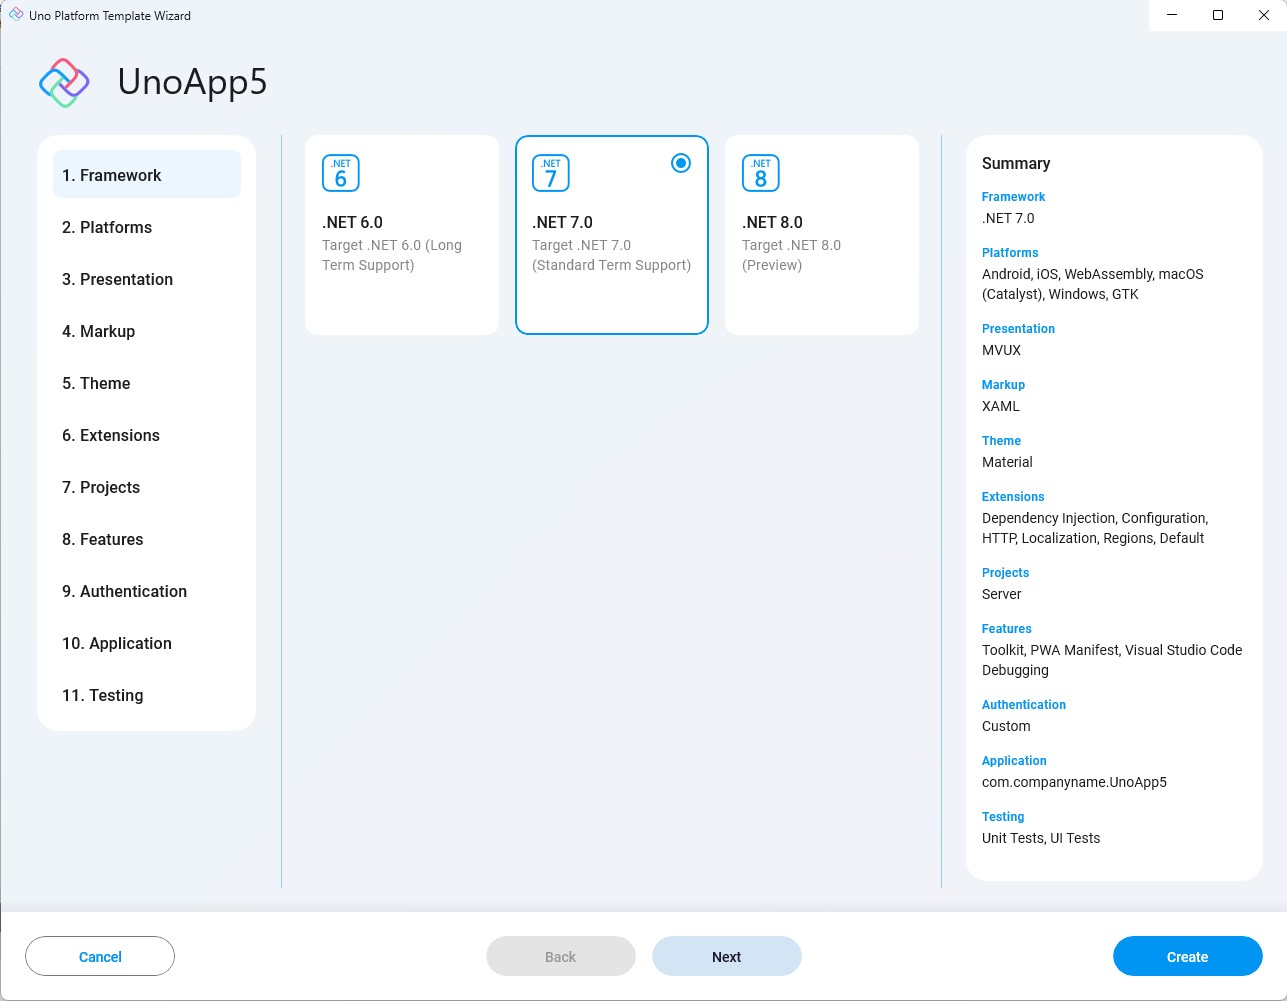 Uno Platform Template Wizard
UnoApp5
1. Framework
2. Platforms
3. Presentation
4. Markup
5. Theme
6. Extensions
7. Projects
8. Features
9. Authentication
10. Application
11. Testing
.NET
6
.NET 6.0
Target .NET 6.0 (Long
Term Support)
.NET
7
.NET 7.0
Target .NET 7.0
(Standard Term Support)
.NET
8
.NET 8.0
Target .NET 8.0
(Preview)
Summary
Framework
.NET 7.0
Platforms
Android, iOS, WebAssembly, macOS
(Catalyst), Windows, GTK
Presentation
MVUX
Markup
XAML
Theme
Material
Extensions
Dependency Injection, Configuration,
HTTP, Localization, Regions, Default
Projects
Server
Features
Toolkit, PWA Manifest, Visual Studio Code
Debugging
Authentication
Custom
Application
com.companyname.UnoApp5
Testing
Unit Tests, UI Tests
Cancel
Back
Next
Create